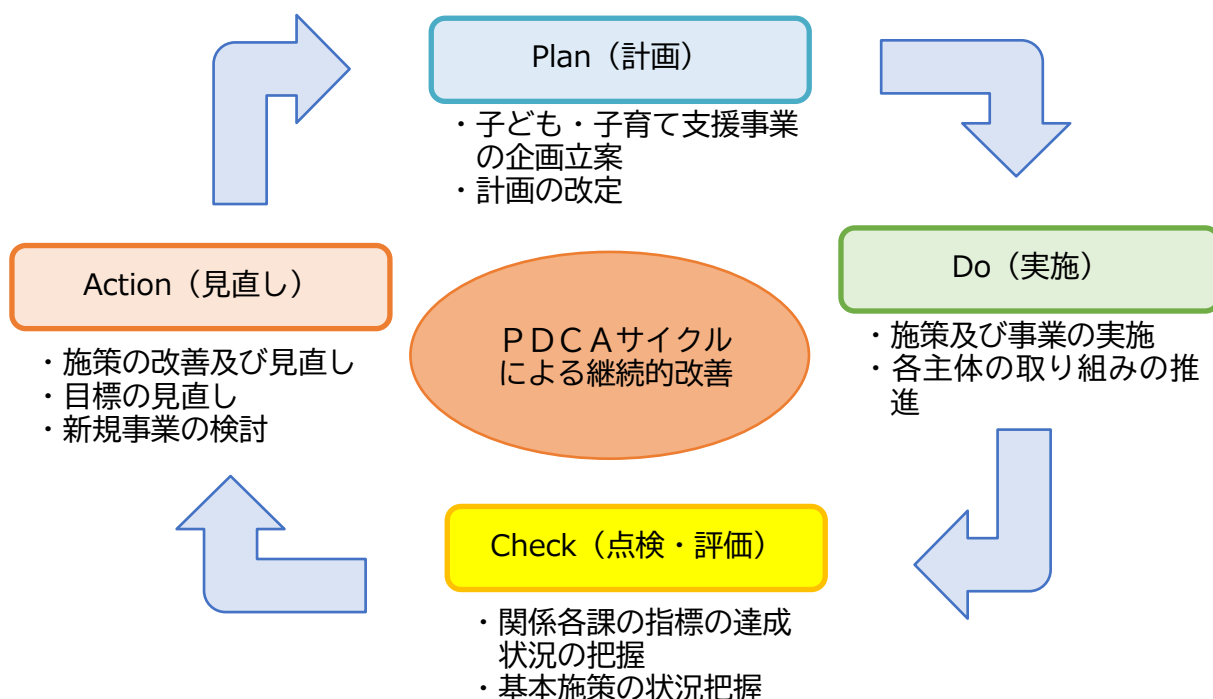 Plan（計画）
・子ども・子育て支援事業
の企画立案
・計画の改定
Do（実施）
・施策及び事業の実施
・各主体の取り組みの推
進
Check（点検・評価）
・関係各課の指標の達成
状況の把握
・基本施策の状況把握
Action（見直し）
・施策の改善及び見直し
・目標の見直し
・新規事業の検討
ＰＤＣＡサイクル
による継続的改善